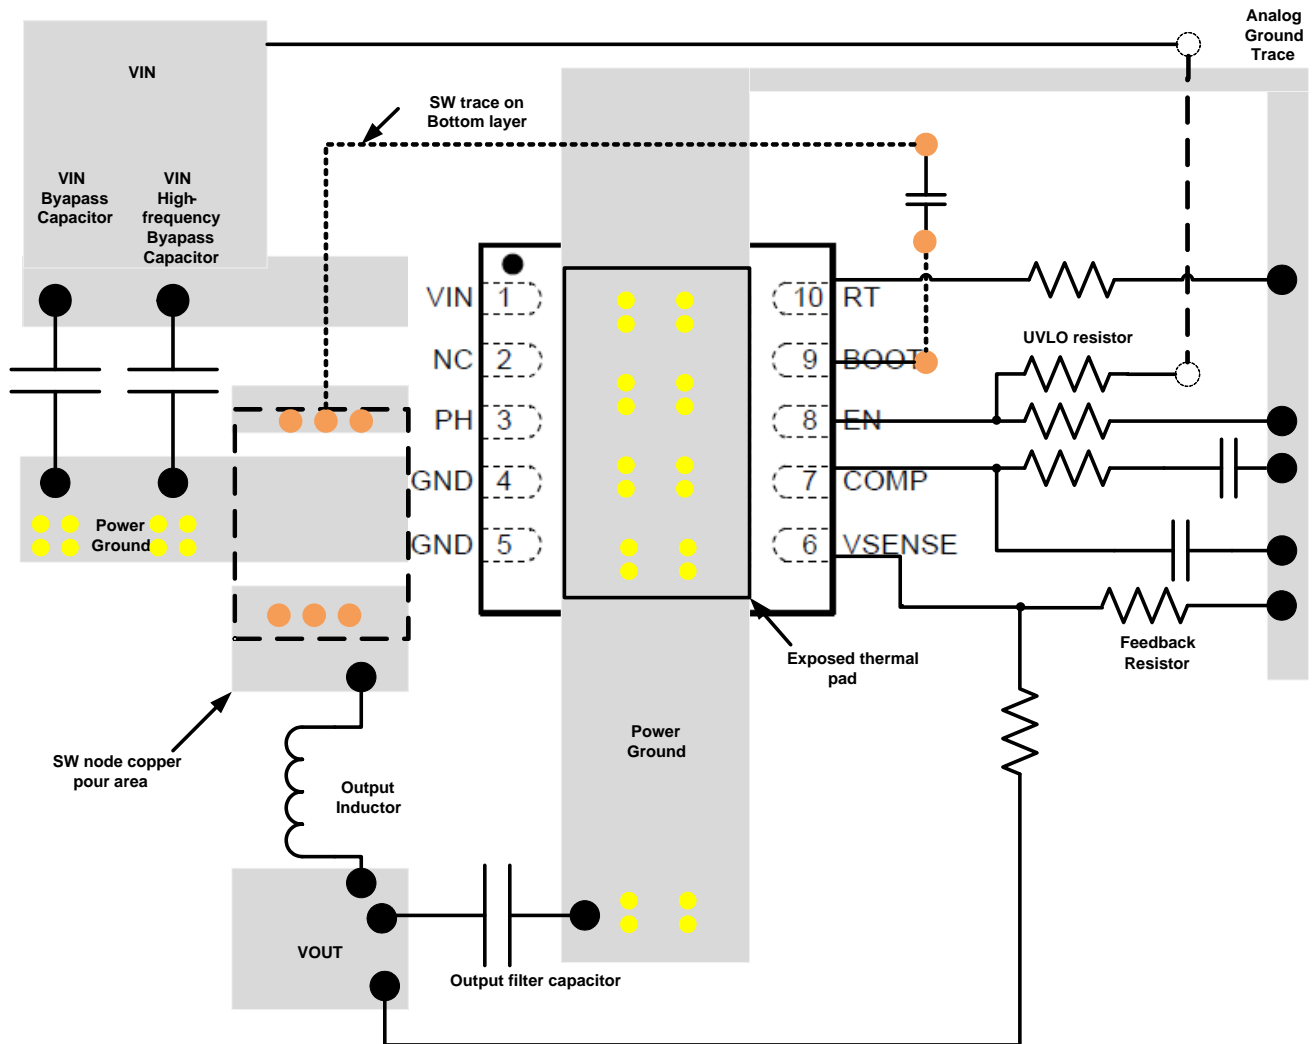 Analog
Ground
Trace
VIN
SW trace on
Bottom layer
VIN
Byapass
Capacitor
VIN
High-
frequency
Byapass
Capacitor
VIN 1
NC 2
PH 3
GND 4
GND 5
10 RT
9 BOOT
8 EN
7 COMP
6 VSENSE
UVLO resistor
Power
Ground
Exposed thermal
pad
Feedback
Resistor
SW node copper
pour area
Power
Ground
Output
Inductor
VOUT
Output filter capacitor